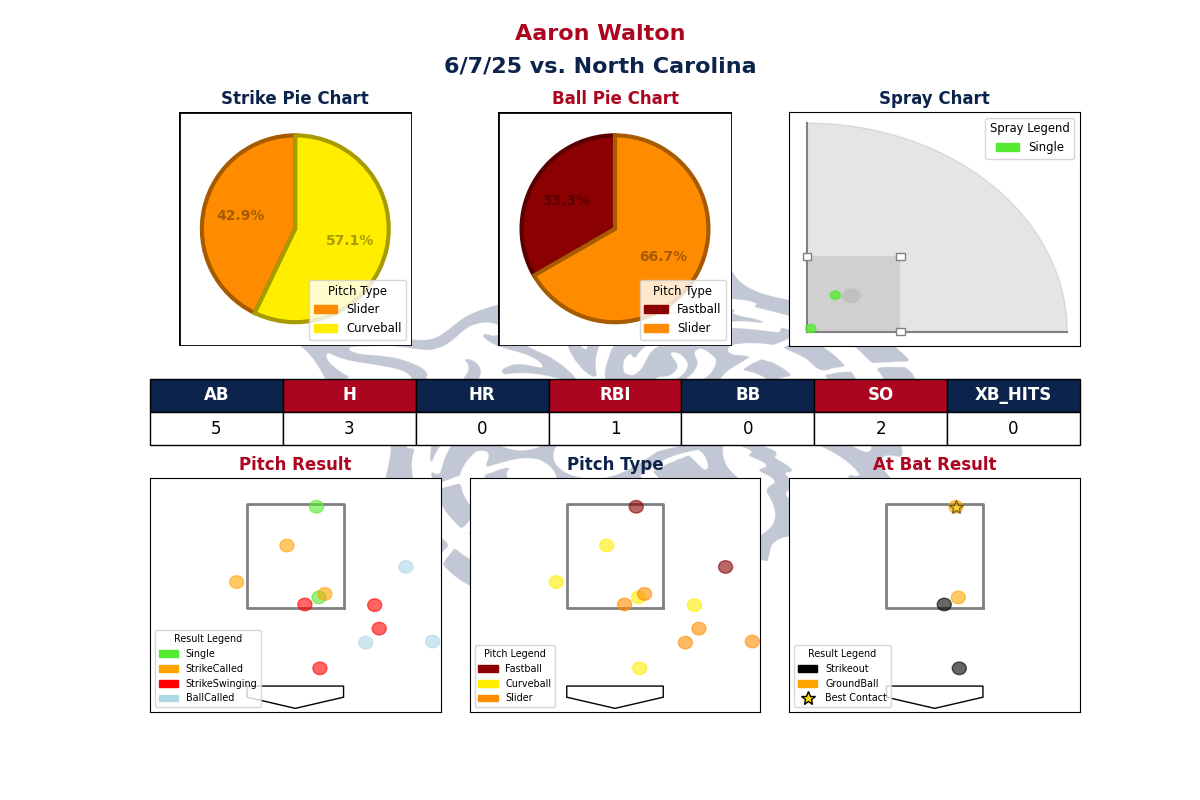 Aaron Walton
6/7/25 vs. North Carolina
Strike Pie Chart
42.9%
57.1%
Pitch Type
Slider
Curveball
Ball Pie Chart
33.3%
66.7%
Pitch Type
Fastball
Slider
Spray Chart
Spray Legend
Single
AB H HR RBI BB SO XB_HITS
5 3 0 1 0 2 0
Pitch Result
Result Legend
Single
StrikeCalled
StrikeSwinging
BallCalled
Pitch Type
Pitch Legend
Fastball
Curveball
Slider
At Bat Result
Result Legend
Strikeout
GroundBall
Best Contact